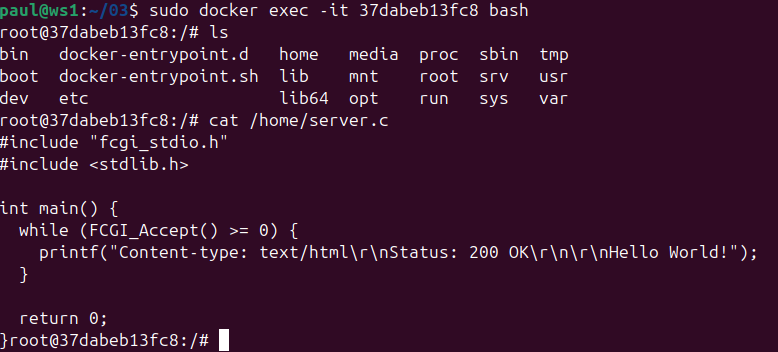 paul@ws1:~/03$ sudo docker exec -it 37dabeb13fc8 bash
root@37dabeb13fc8:/# ls
bin   docker-entrypoint.d   home   media  proc  sbin  tmp
boot  docker-entrypoint.sh  lib    mnt    root  srv   usr
dev   etc                   lib64  opt    run   sys   var
root@37dabeb13fc8:/# cat /home/server.c
#include "fcgi_stdio.h"
#include <stdlib.h>

int main() {
  while (FCGI_Accept() >= 0) {
    printf("Content-type: text/html\r\nStatus: 200 OK\r\n\r\nHello World!");
  }

  return 0;
}root@37dabeb13fc8:/#